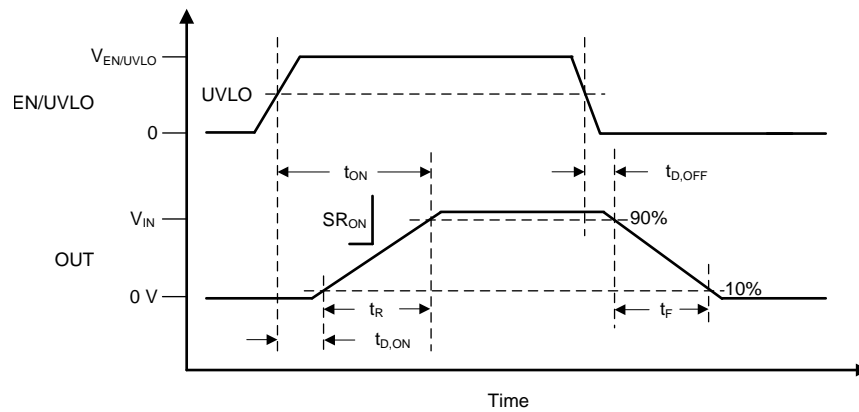 V_EN/UVLO
UVLO
EN/UVLO
0
t_ON
t_D,OFF
V_IN
SR_ON
90%
OUT
0 V
10%
t_R
t_F
t_D,ON
Time